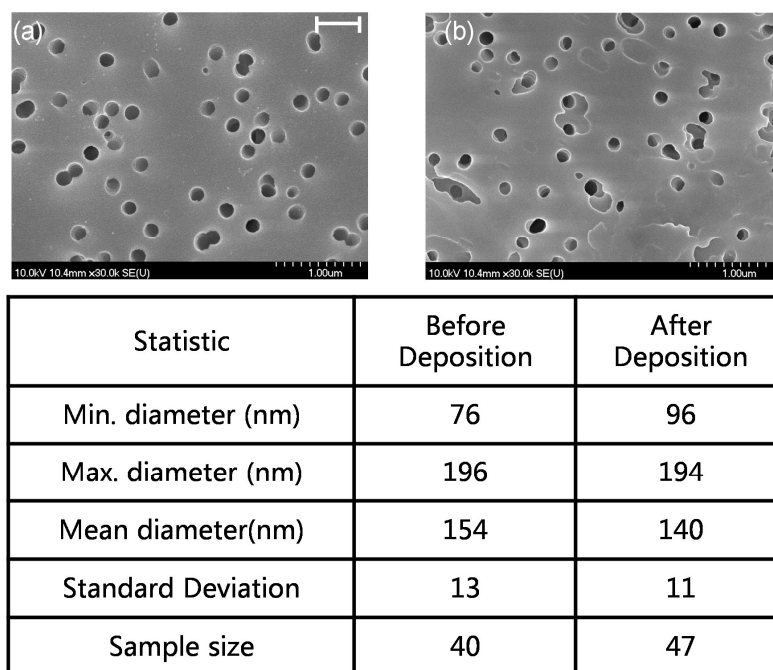 (a)
(b)
10.0kV 10.4mm x30.0k SE(U) 1.00um
10.0kV 10.4mm x30.0k SE(U) 1.00um
Statistic Before Deposition After Deposition
Min. diameter (nm) 76 96
Max. diameter (nm) 196 194
Mean diameter(nm) 154 140
Standard Deviation 13 11
Sample size 40 47